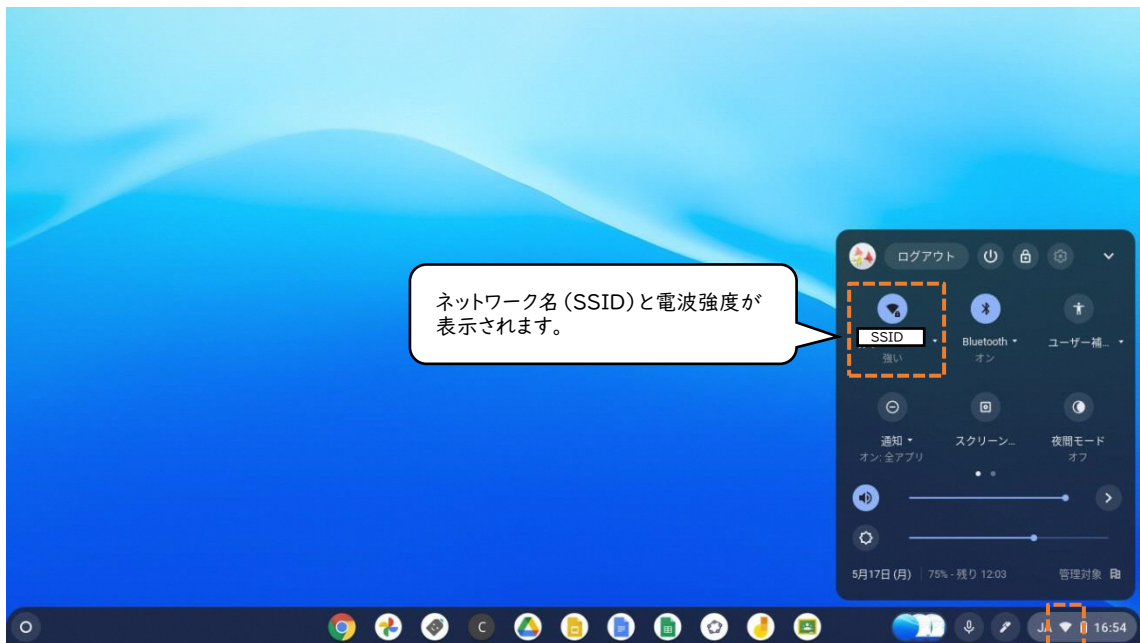 ログアウト
ネットワーク名(SSID)と電波強度が
表示されます。
SSID
Bluetooth
ユーザー補...
強い
オン
通知
スクリーン...
夜間モード
オン: 全アプリ
オフ
5月17日 (月)
75% - 残り 12:03
管理対象
C
JA
16:54